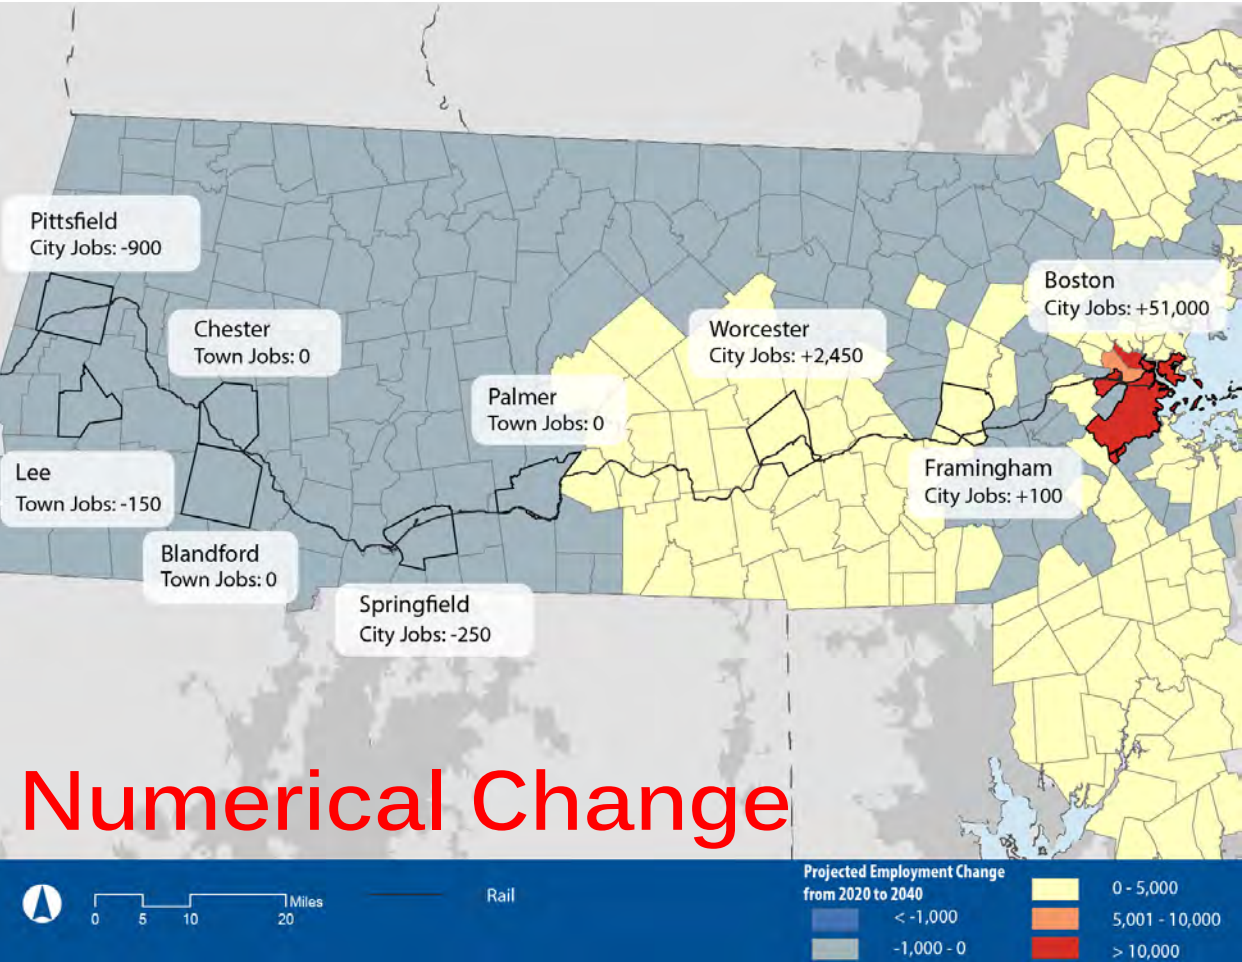 Pittsfield
City Jobs: -900
Chester
Town Jobs: 0
Worcester
City Jobs: +2,450
Boston
City Jobs: +51,000
Palmer
Town Jobs: 0
Lee
Town Jobs: -150
Framingham
City Jobs: +100
Blandford
Town Jobs: 0
Springfield
City Jobs: -250
Numerical Change
0 5 10 20 Miles
Rail
Projected Employment Change
from 2020 to 2040
< -1,000
-1,000 - 0
0 - 5,000
5,001 - 10,000
> 10,000